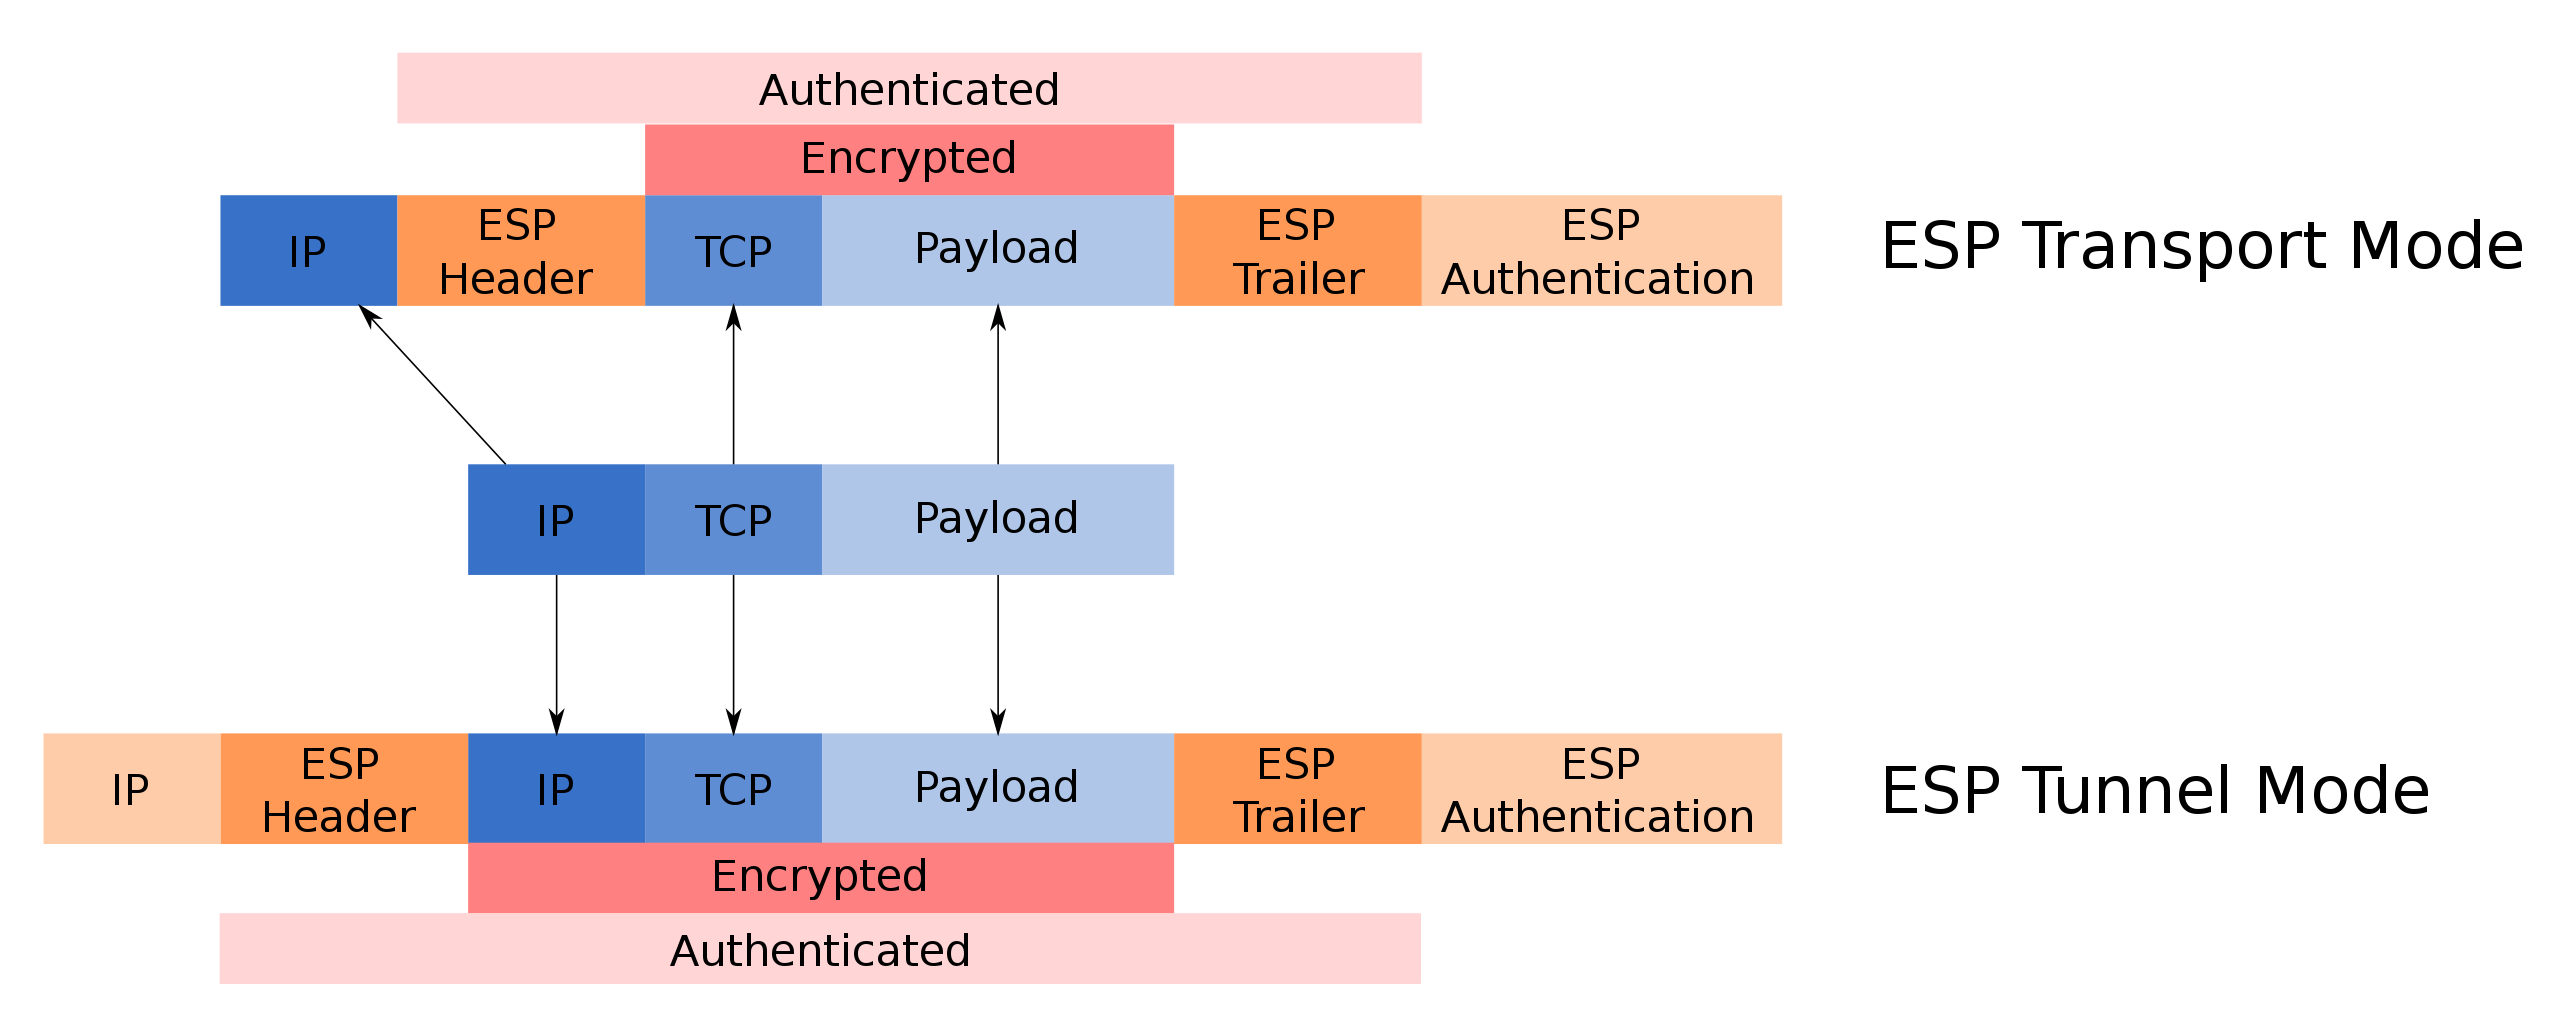 Authenticated
Encrypted
IP
ESP
Header
TCP
Payload
ESP
Trailer
ESP
Authentication
ESP Transport Mode
IP
TCP
Payload
IP
ESP
Header
IP
TCP
Payload
ESP
Trailer
ESP
Authentication
ESP Tunnel Mode
Encrypted
Authenticated